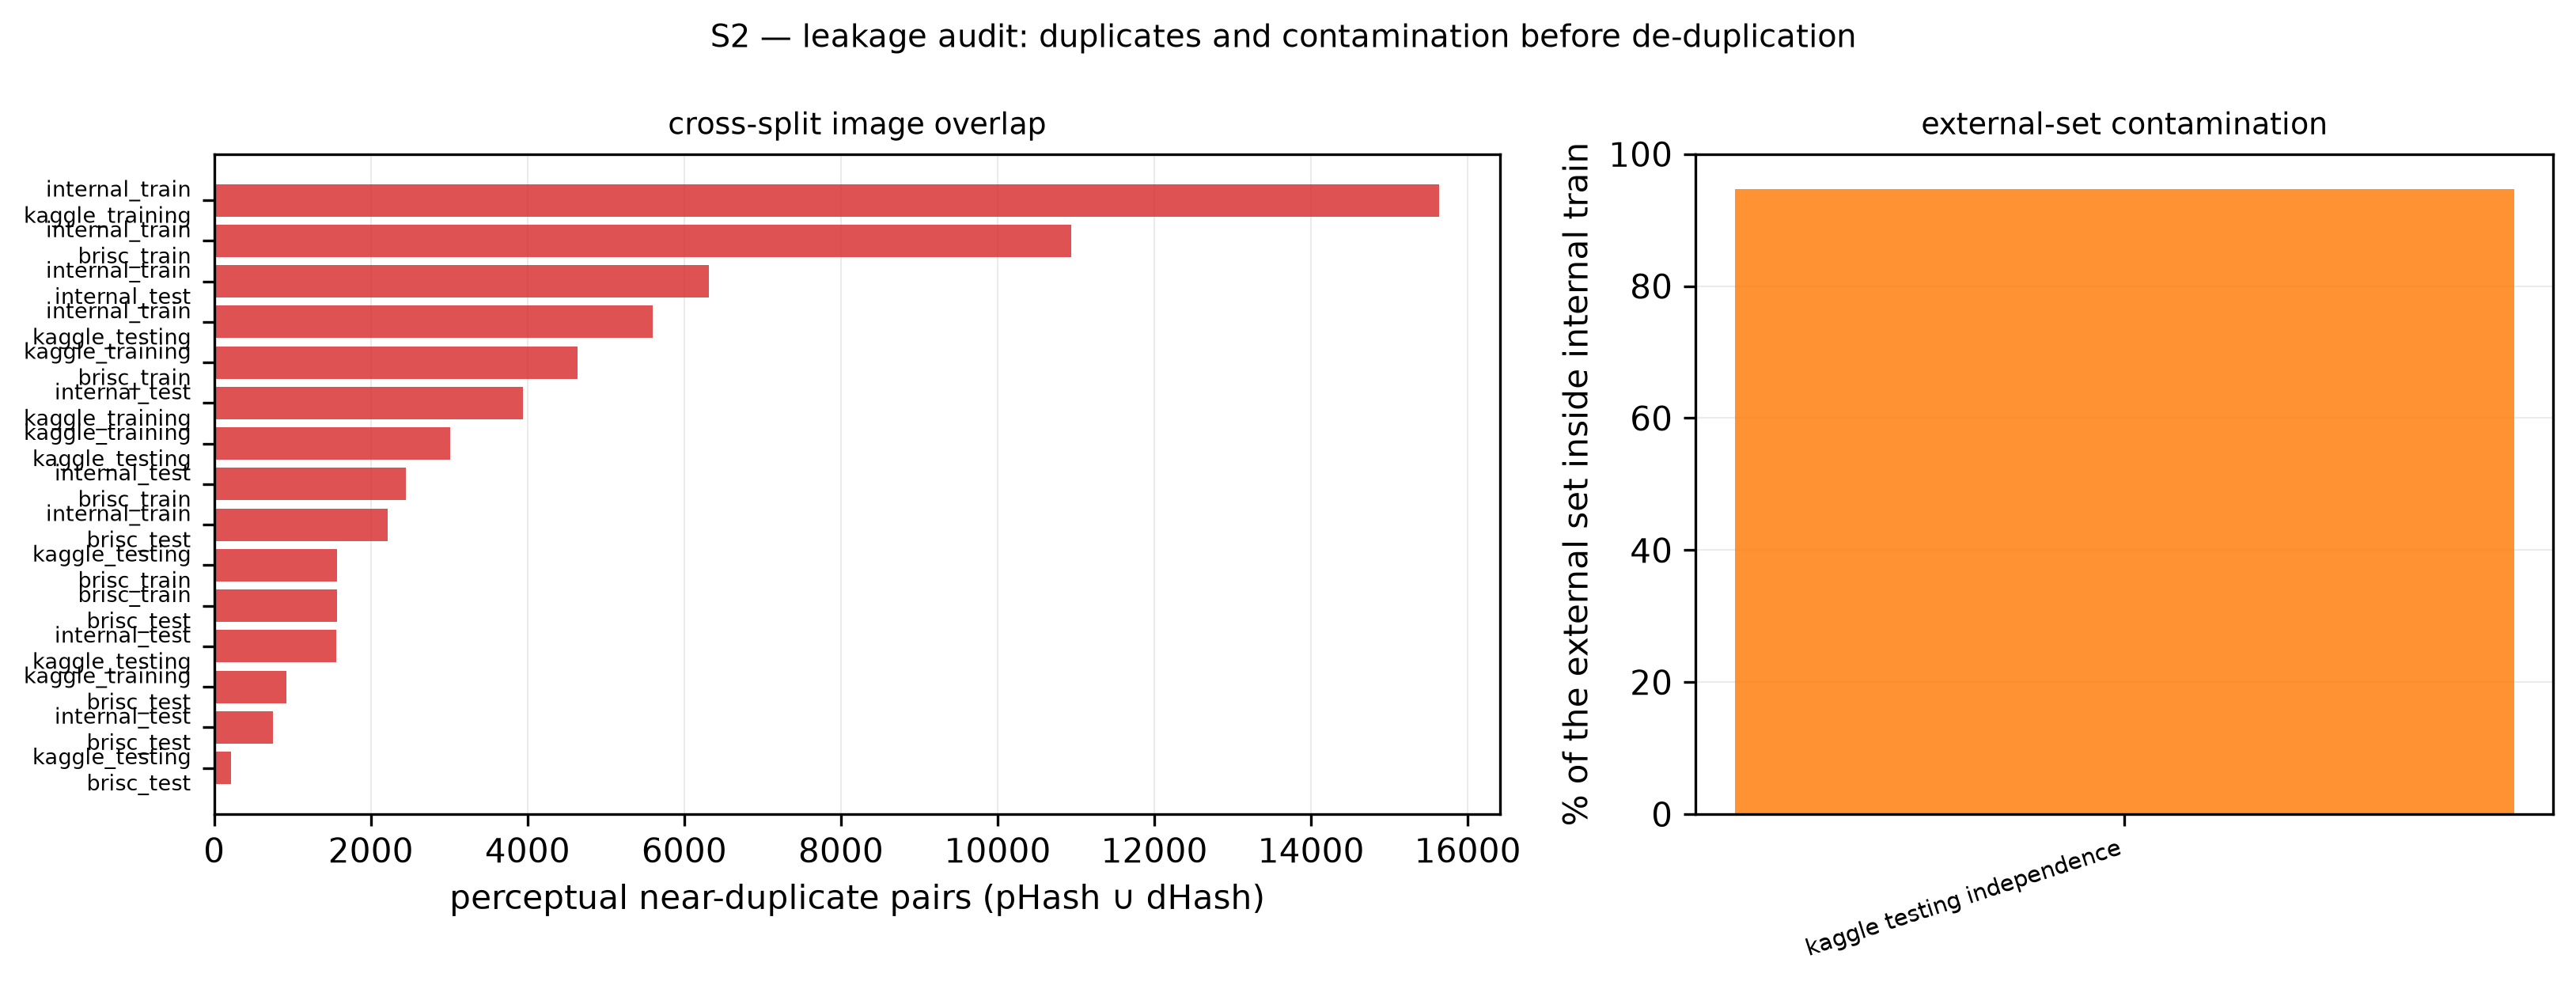 S2 — leakage audit: duplicates and contamination before de-duplication
cross-split image overlap
internal_train
kaggle_training
internal_train
brisc_train
internal_train
internal_test
internal_train
kaggle_testing
kaggle_training
brisc_train
internal_test
kaggle_training
kaggle_training
kaggle_testing
internal_test
brisc_train
internal_train
brisc_test
kaggle_testing
brisc_train
brisc_train
brisc_test
internal_test
kaggle_testing
kaggle_training
brisc_test
internal_test
brisc_test
kaggle_testing
brisc_test
0 2000 4000 6000 8000 10000 12000 14000 16000
perceptual near-duplicate pairs (pHash ∪ dHash)
external-set contamination
% of the external set inside internal train
100
80
60
40
20
0
kaggle testing independence